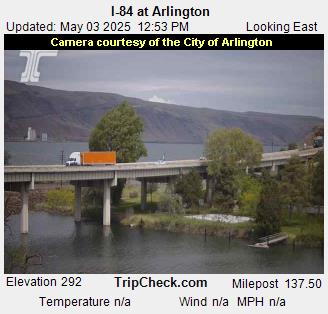 I-84 at Arlington
Updated: May 03 2025 12:53 PM Looking East
Camera courtesy of the City of Arlington
Elevation 292 TripCheck.com Milepost 137.50
Temperature n/a Wind n/a MPH n/a